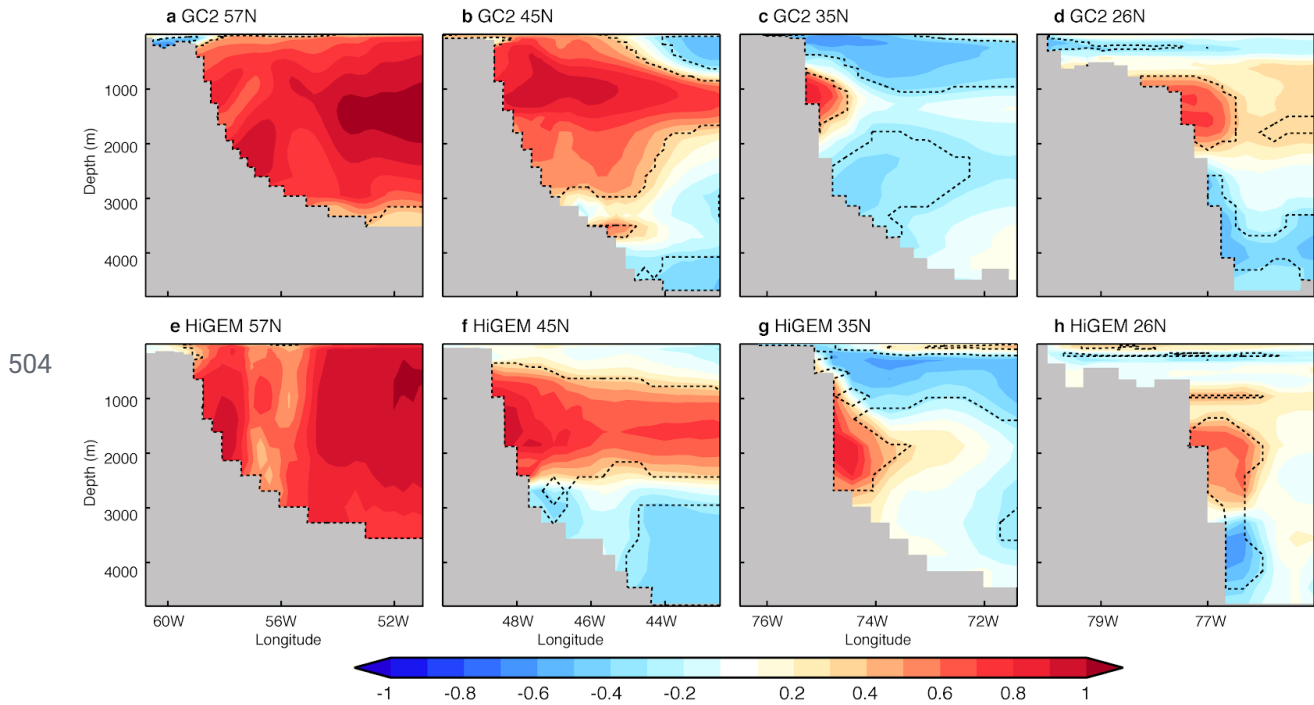 a GC2 57N
b GC2 45N
c GC2 35N
d GC2 26N
Depth (m)
1000
2000
3000
4000
504
e HiGEM 57N
f HiGEM 45N
g HiGEM 35N
h HiGEM 26N
Depth (m)
1000
2000
3000
4000
60W 56W 52W
48W 46W 44W
76W 74W 72W
79W 77W
Longitude
Longitude
Longitude
Longitude
-1 -0.8 -0.6 -0.4 -0.2 0.2 0.4 0.6 0.8 1